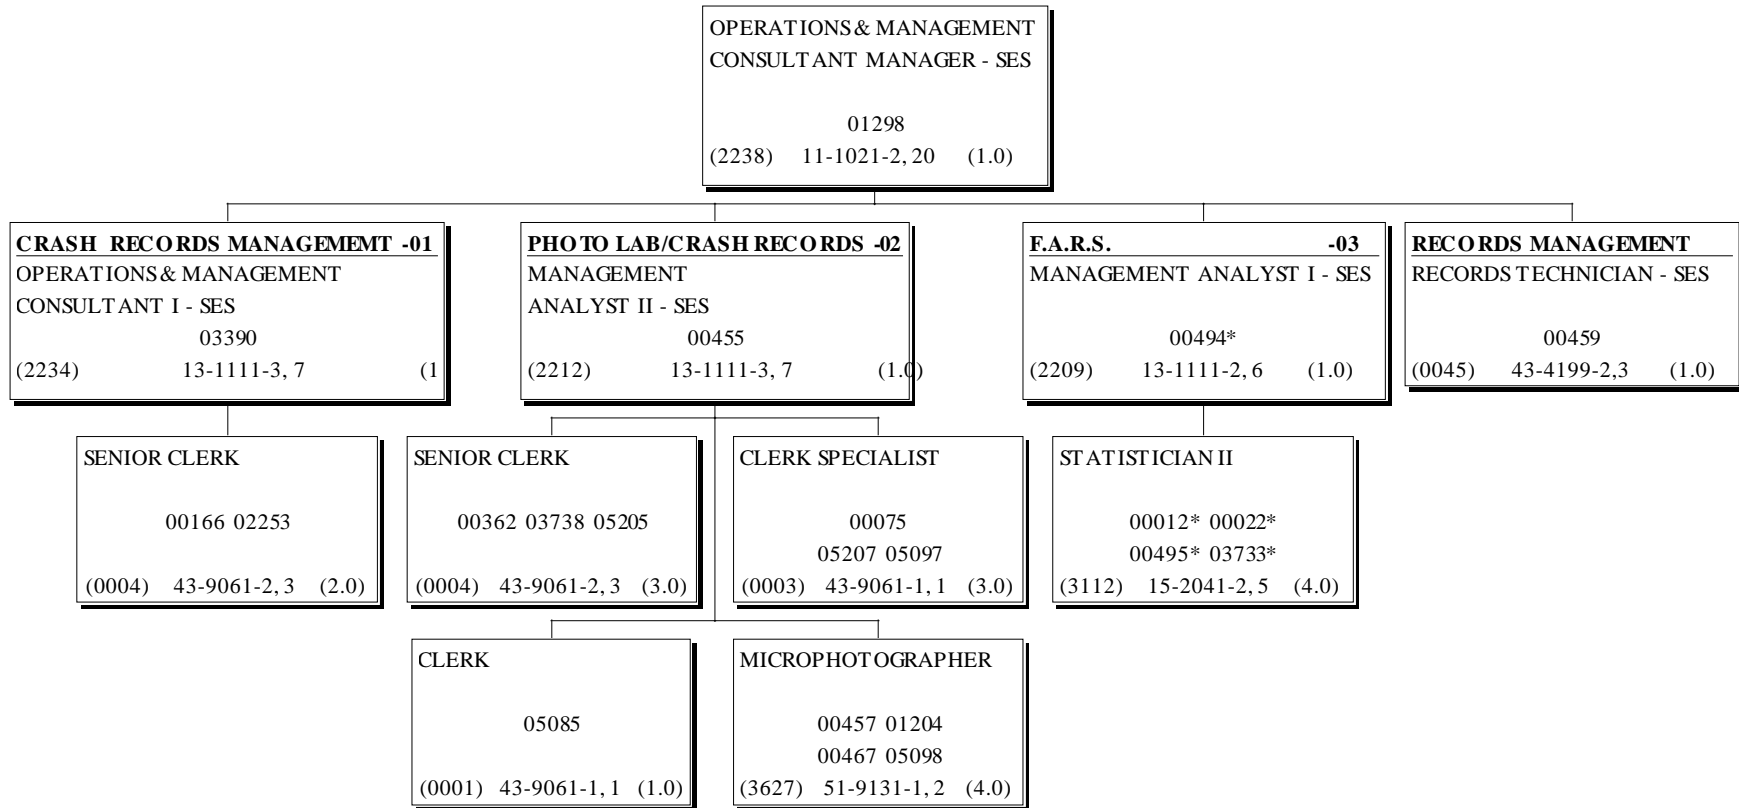 OPERATIONS & MANAGEMENT
CONSULTANT MANAGER - SES
01298
(2238) 11-1021-2, 20 (1.0)
CRASH RECORDS MANAGEMEMT -01
OPERATIONS & MANAGEMENT
CONSULTANT I - SES
03390
(2234) 13-1111-3, 7 (1
PHOTO LAB/CRASH RECORDS -02
MANAGEMENT
ANALYST II - SES
00455
(2212) 13-1111-3, 7 (1.0)
F.A.R.S. -03
MANAGEMENT ANALYST I - SES
00494*
(2209) 13-1111-2, 6 (1.0)
RECORDS MANAGEMENT
RECORDS TECHNICIAN - SES
00459
(0045) 43-4199-2,3 (1.0)
SENIOR CLERK
00166 02253
(0004) 43-9061-2, 3 (2.0)
SENIOR CLERK
00362 03738 05205
(0004) 43-9061-2, 3 (3.0)
CLERK SPECIALIST
00075
05207 05097
(0003) 43-9061-1, 1 (3.0)
STATISTICIAN II
00012* 00022*
00495* 03733*
(3112) 15-2041-2, 5 (4.0)
CLERK
05085
(0001) 43-9061-1, 1 (1.0)
MICROPHOTOGRAPHER
00457 01204
00467 05098
(3627) 51-9131-1, 2 (4.0)